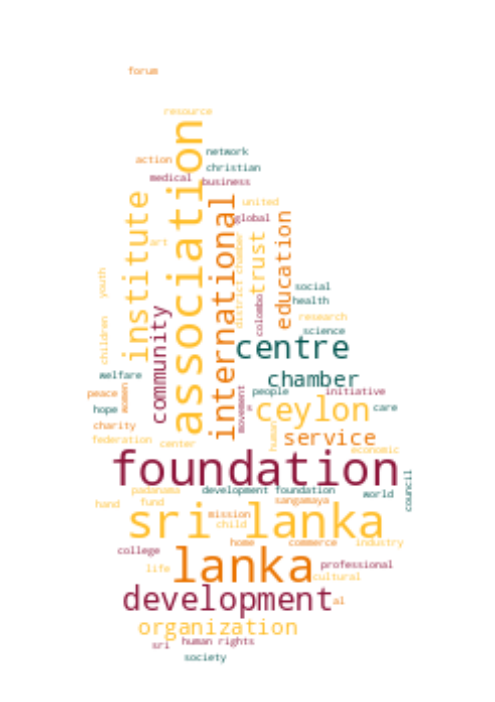 forum
resource
association
network
action
christian
medical
business
institute
international
united
global
education
art
trust
district chamber
youth
social
health
colombo
community
research
science
children
centre
welfare
chamber
women
peace
people
initiative
movement
hope
s
ceylon
care
charity
human
service
federation
center
economic
foundation
council
padanama
development foundation
world
hand
fund
sangamaya
sri lanka
mission
child
home
commerce
industry
college
lanka
life
professional
cultural
development
al
organization
sri
human rights
society